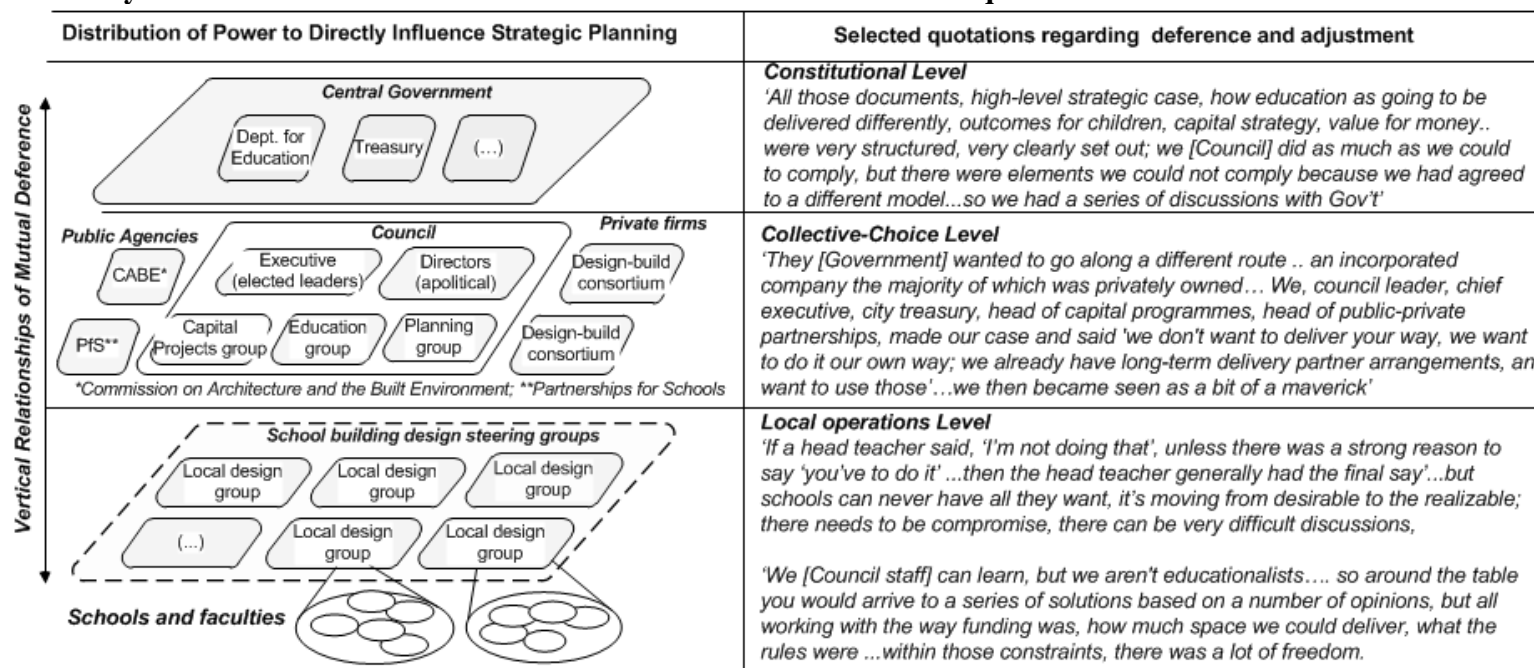 Distribution of Power to Directly Influence Strategic Planning
Selected quotations regarding deference and adjustment
Vertical Relationships of Mutual Deference
Central Government
Dept. for
Education
Treasury
(...)
Constitutional Level
‘All those documents, high-level strategic case, how education as going to be
delivered differently, outcomes for children, capital strategy, value for money..
were very structured, very clearly set out; we [Council] did as much as we could
to comply, but there were elements we could not comply because we had agreed
to a different model...so we had a series of discussions with Gov’t’
Public Agencies
Council
Private firms
CABE*
Executive
(elected leaders)
Directors
(apolitical)
Design-build
consortium
PfS**
Capital
Projects group
Education
group
Planning
group
Design-build
consortium
*Commission on Architecture and the Built Environment; **Partnerships for Schools
Collective-Choice Level
‘They [Government] wanted to go along a different route .. an incorporated
company the majority of which was privately owned… We, council leader, chief
executive, city treasury, head of capital programmes, head of public-private
partnerships, made our case and said 'we don't want to deliver your way, we want
to do it our own way; we already have long-term delivery partner arrangements, an
want to use those’…we then became seen as a bit of a maverick’
School building design steering groups
Local design
group
Local design
group
Local design
group
(...)
Local design
group
Local design
group
Schools and faculties
Local operations Level
‘If a head teacher said, ‘I’m not doing that’, unless there was a strong reason to
say ‘you’ve to do it’ ...then the head teacher generally had the final say’...but
schools can never have all they want, it’s moving from desirable to the realizable;
there needs to be compromise, there can be very difficult discussions,
‘We [Council staff] can learn, but we aren't educationalists…. so around the table
you would arrive to a series of solutions based on a number of opinions, but all
working with the way funding was, how much space we could deliver, what the
rules were ...within those constraints, there was a lot of freedom.